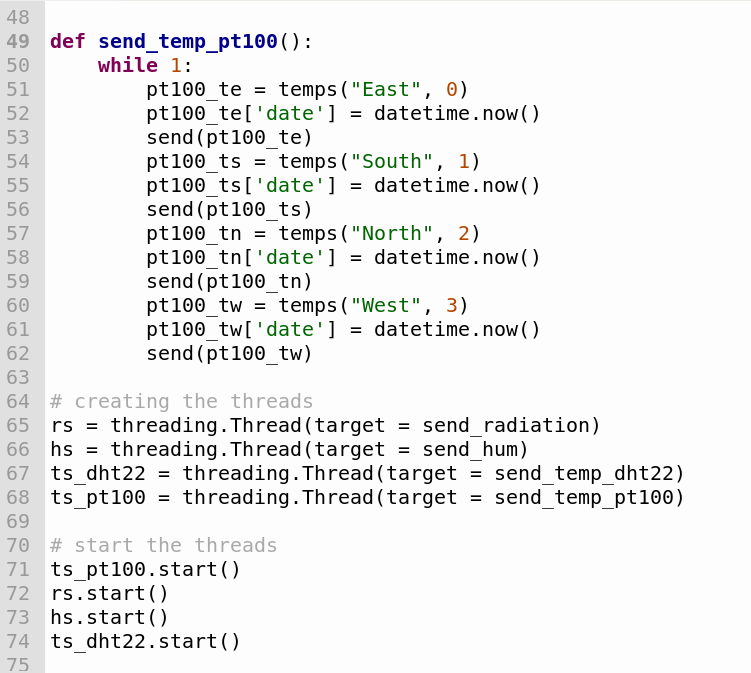 48
49 def send_temp_pt100():
50     while 1:
51         pt100_te = temps("East", 0)
52         pt100_te['date'] = datetime.now()
53         send(pt100_te)
54         pt100_ts = temps("South", 1)
55         pt100_ts['date'] = datetime.now()
56         send(pt100_ts)
57         pt100_tn = temps("North", 2)
58         pt100_tn['date'] = datetime.now()
59         send(pt100_tn)
60         pt100_tw = temps("West", 3)
61         pt100_tw['date'] = datetime.now()
62         send(pt100_tw)
63
64 # creating the threads
65 rs = threading.Thread(target = send_radiation)
66 hs = threading.Thread(target = send_hum)
67 ts_dht22 = threading.Thread(target = send_temp_dht22)
68 ts_pt100 = threading.Thread(target = send_temp_pt100)
69
70 # start the threads
71 ts_pt100.start()
72 rs.start()
73 hs.start()
74 ts_dht22.start()
75